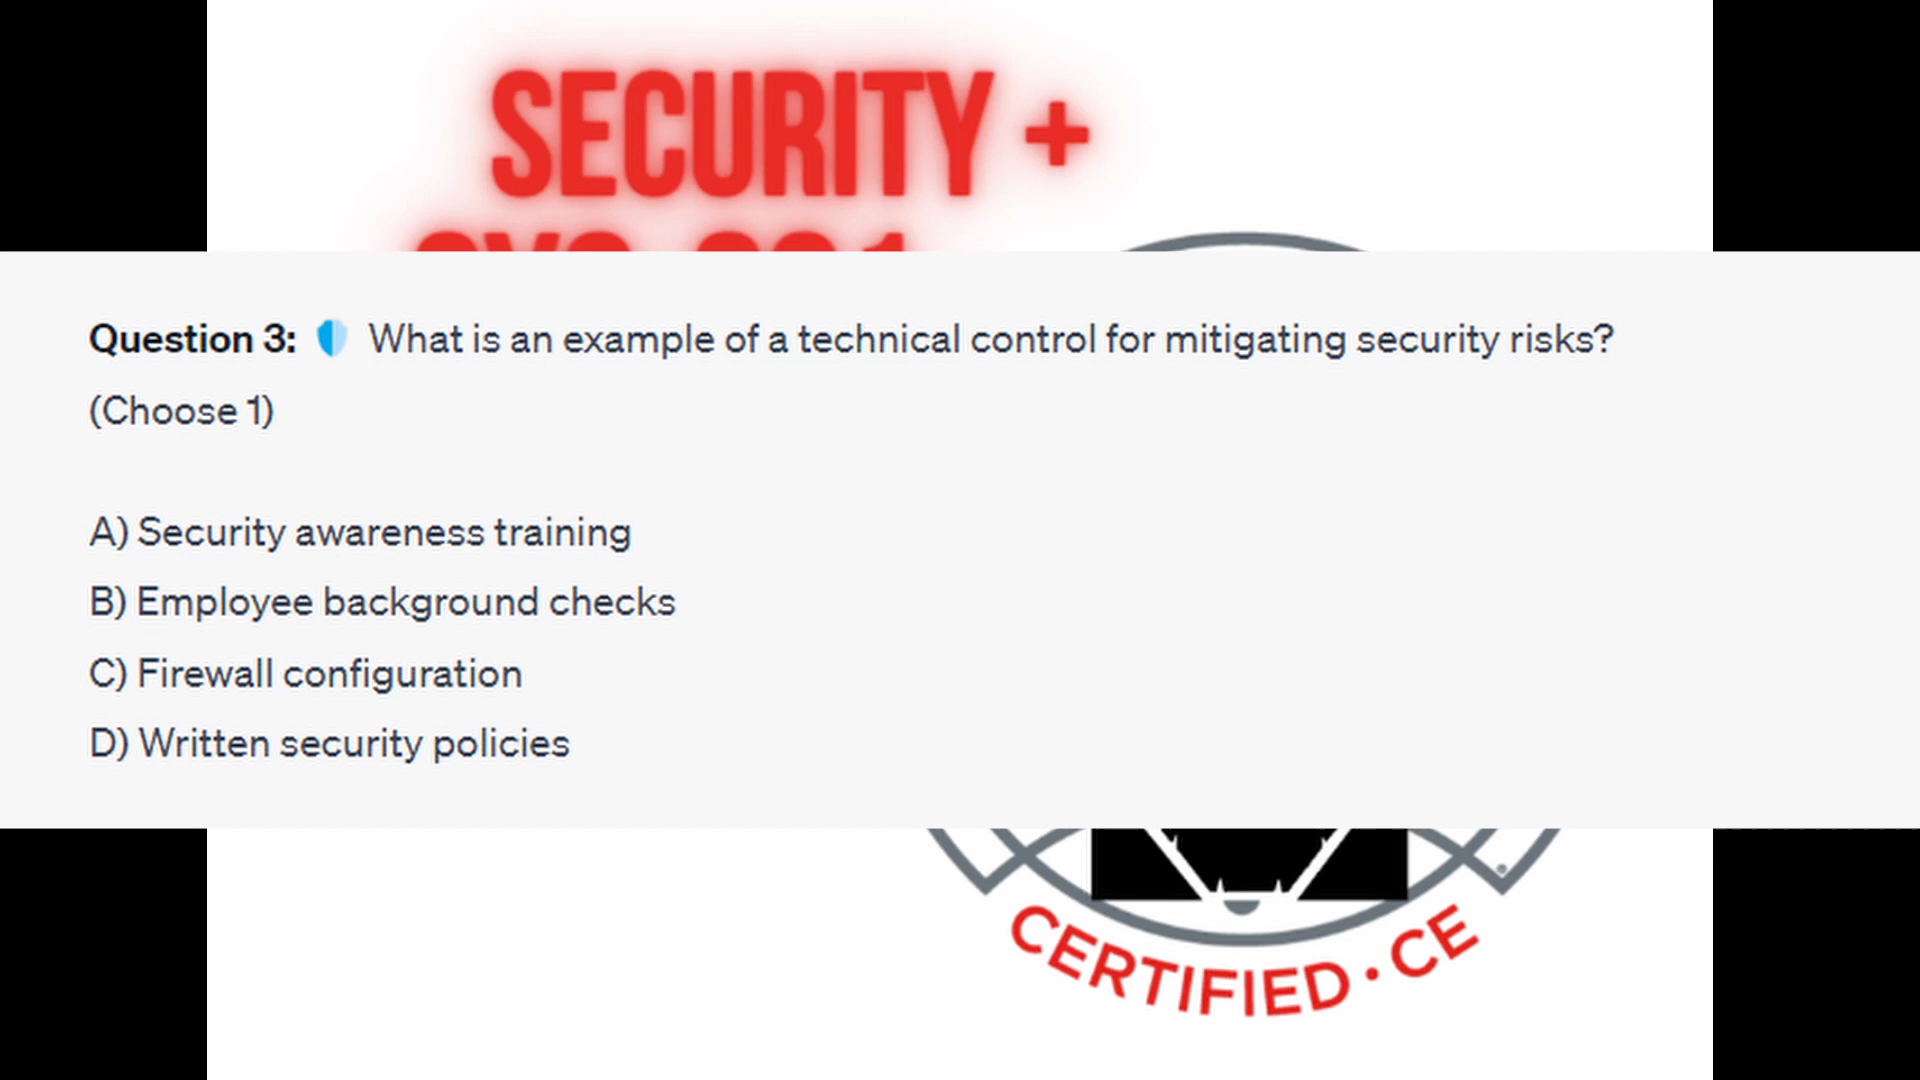 SECURITY +
Question 3: 🛡️ What is an example of a technical control for mitigating security risks?
(Choose 1)
A) Security awareness training
B) Employee background checks
C) Firewall configuration
D) Written security policies
CERTIFIED • CE